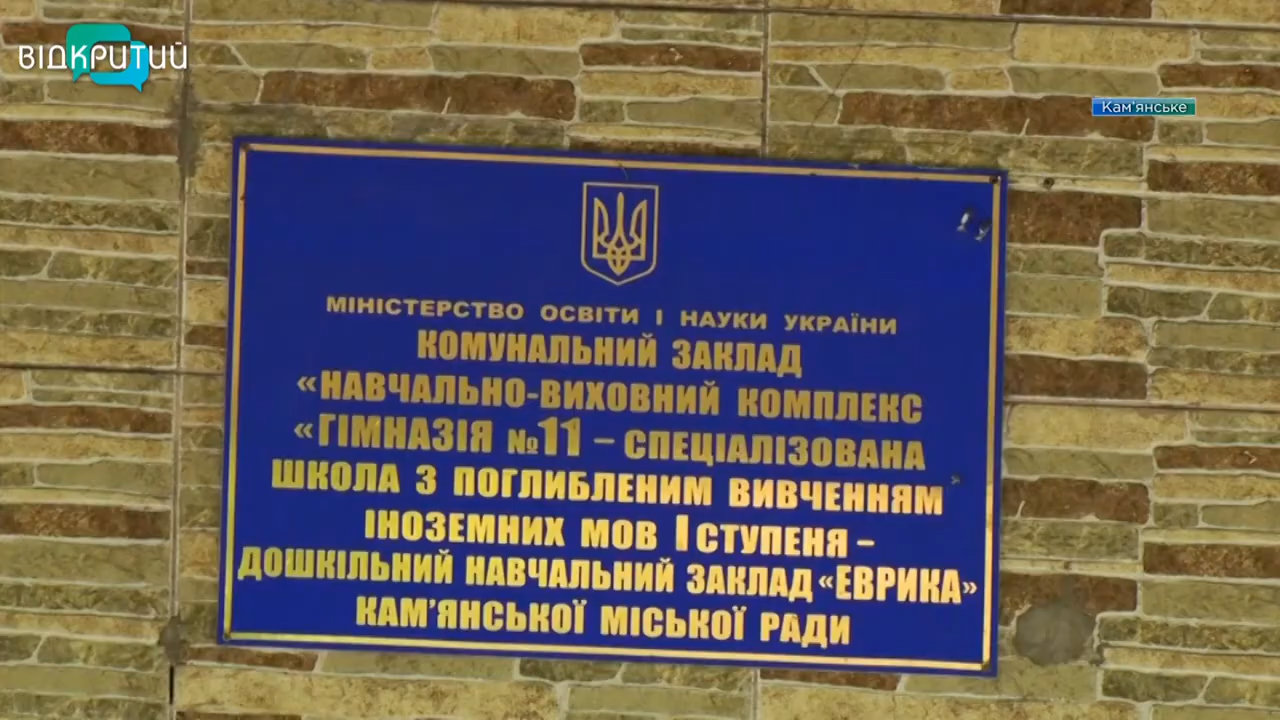 ВІДКРИТИЙ
Кам'янське
МІНІСТЕРСТВО ОСВІТИ І НАУКИ УКРАЇНИ
КОМУНАЛЬНИЙ ЗАКЛАД
«НАВЧАЛЬНО-ВИХОВНИЙ КОМПЛЕКС
«ГІМНАЗІЯ №11 – СПЕЦІАЛІЗОВАНА
ШКОЛА З ПОГЛИБЛЕНИМ ВИВЧЕННЯМ
ІНОЗЕМНИХ МОВ І СТУПЕНЯ –
ДОШКІЛЬНИЙ НАВЧАЛЬНИЙ ЗАКЛАД «ЕВРИКА»
КАМ’ЯНСЬКОЇ МІСЬКОЇ РАДИ